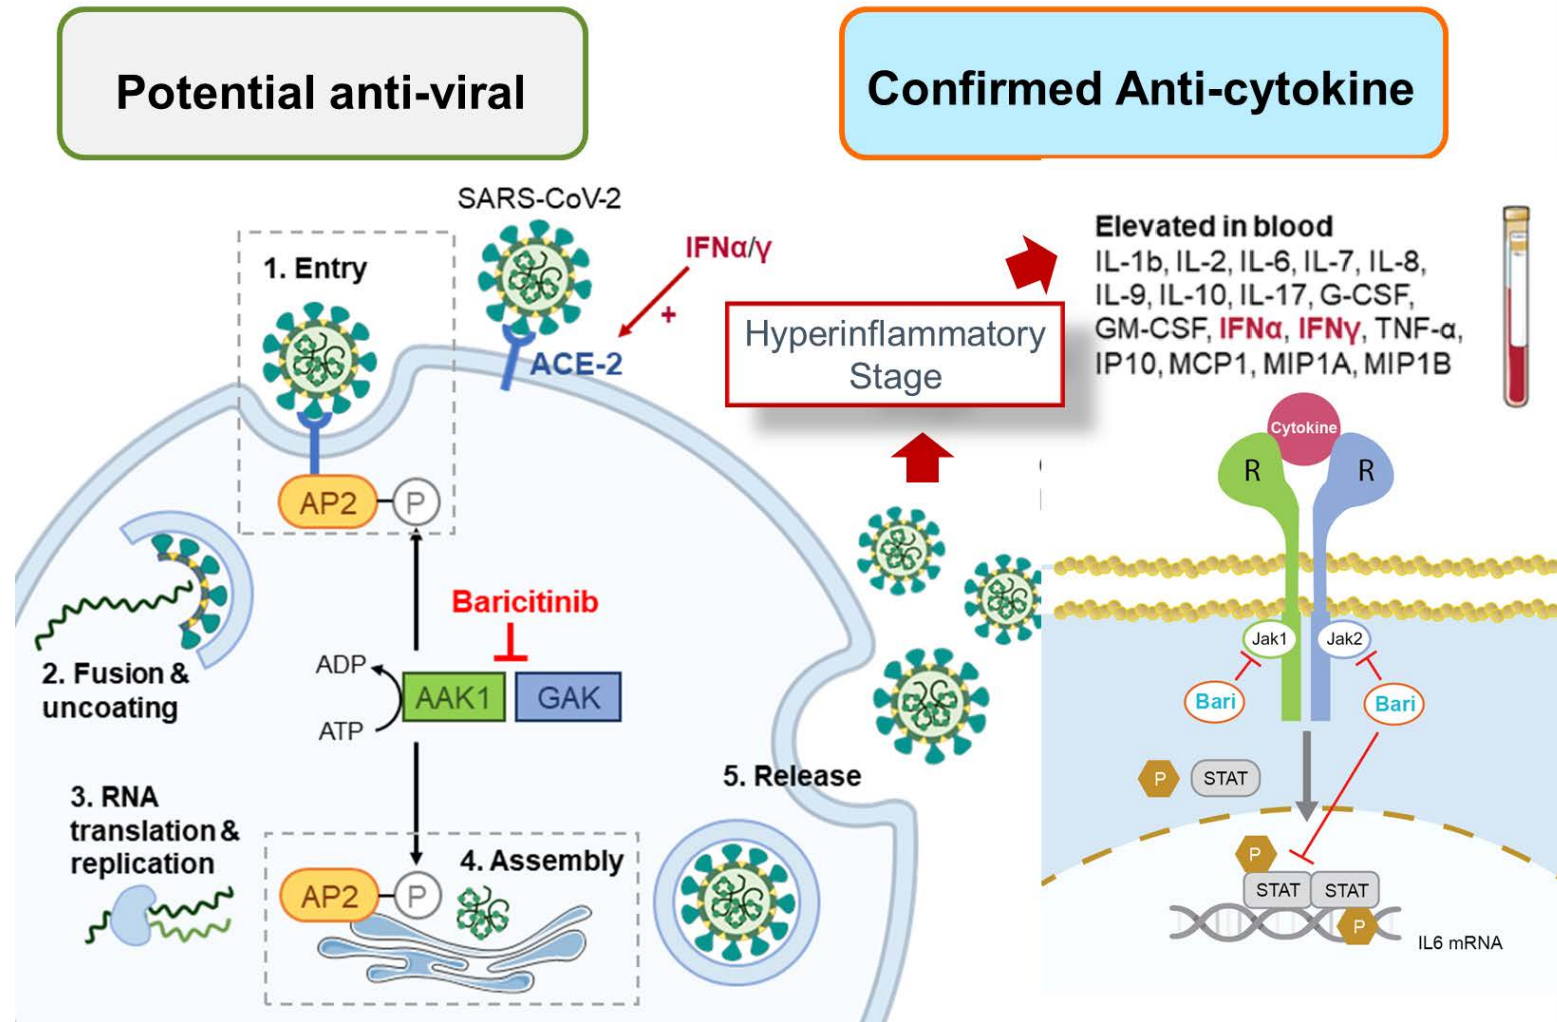 Potential anti-viral
Confirmed Anti-cytokine
SARS-CoV-2
1. Entry
IFNα/γ
+
ACE-2
AP2
P
Hyperinflammatory
Stage
Elevated in blood
IL-1b, IL-2, IL-6, IL-7, IL-8,
IL-9, IL-10, IL-17, G-CSF,
GM-CSF, IFNα, IFNγ, TNF-α,
IP10, MCP1, MIP1A, MIP1B
Cytokine
R
R
Baricitinib
2. Fusion &
uncoating
ADP
ATP
AAK1
GAK
Jak1
Jak2
Bari
Bari
P
STAT
3. RNA
translation &
replication
5. Release
4. Assembly
AP2
P
P
STAT
STAT
P
IL6 mRNA